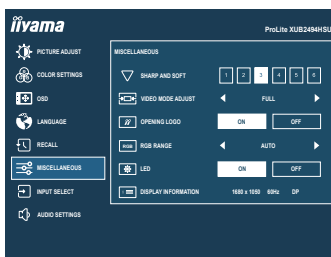 iiyama
ProLite XUB2494HSU
PICTURE ADJUST
COLOR SETTINGS
OSD
LANGUAGE
RECALL
MISCELLANEOUS
INPUT SELECT
AUDIO SETTINGS
MISCELLANEOUS
SHARP AND SOFT 1 2 3 4 5 6
VIDEO MODE ADJUST FULL
OPENING LOGO ON OFF
RGB RGB RANGE AUTO
LED ON OFF
DISPLAY INFORMATION 1680 x 1050 60Hz DP